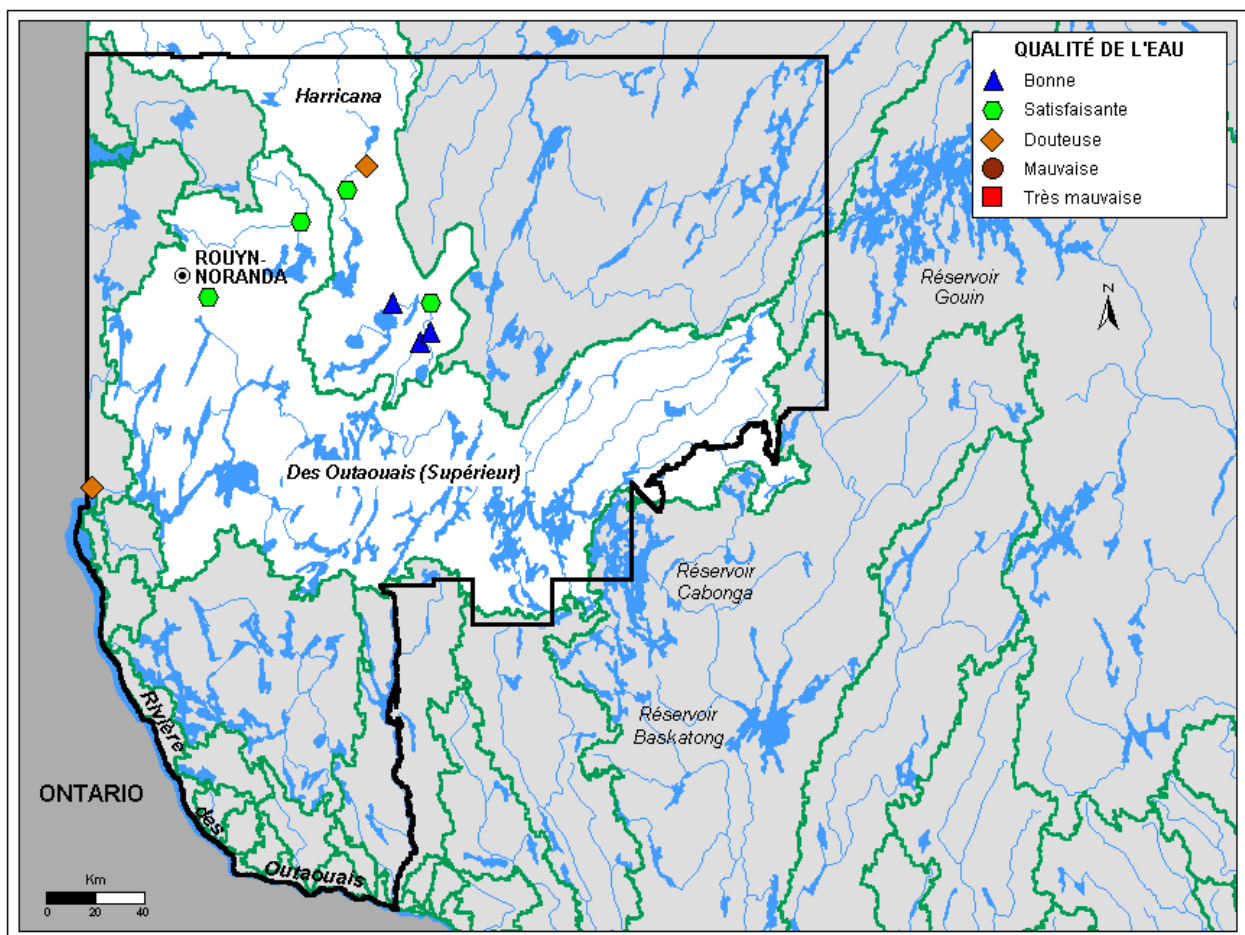 QUALITÉ DE L'EAU
Bonne
Satisfaisante
Douteuse
Mauvaise
Très mauvaise
Harricana
ROUYN-
NORANDA
Réservoir
Gouin
N
Des Outaouais (Supérieur)
Réservoir
Cabonga
Réservoir
Baskatong
ONTARIO
Rivière
des
Outaouais
Km
0 20 40